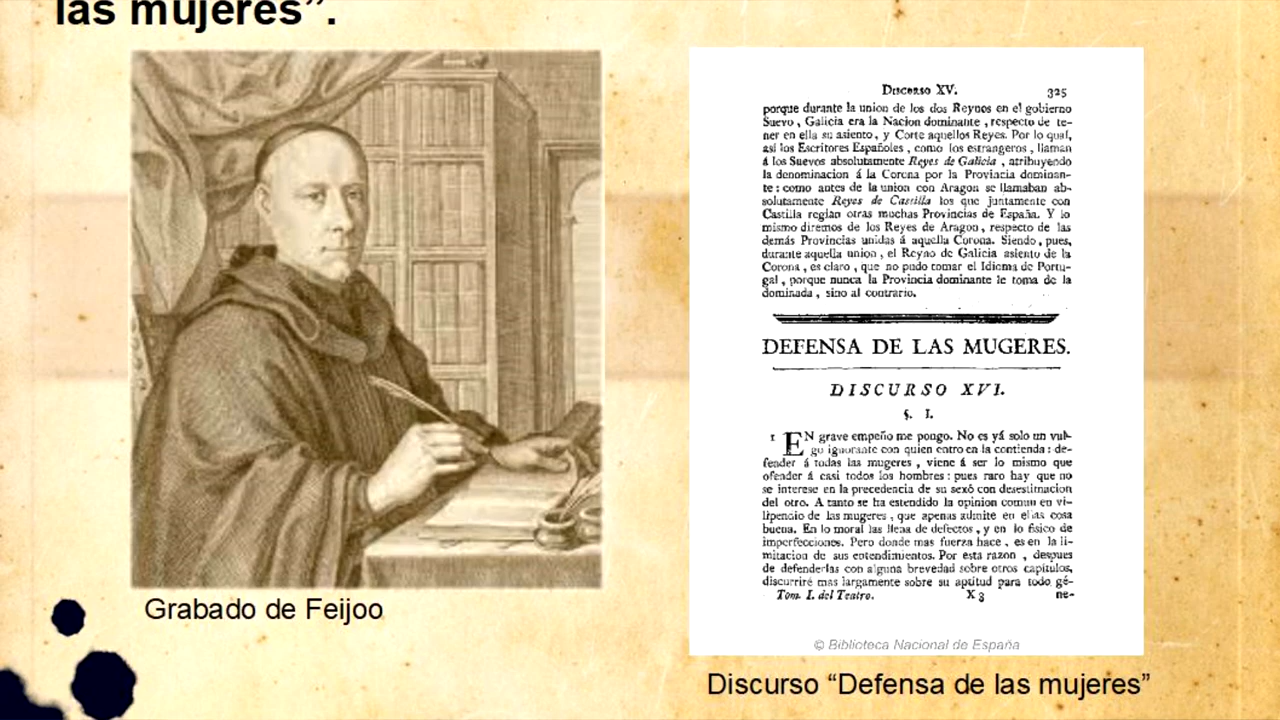 las mujeres”.
Discurso XV. 325
porque durante la union de los dos Reynos en el gobierno
Suevo , Galicia era la Nacion dominante , respecto de te-
ner en ella su asiento, y Corte aquellos Reyes. Por lo qual,
asi los Escritores Españoles , como los estrangeros , llaman
á los Suevos absolutamente Reyes de Galicia , atribuyendo
la denominacion á la Corona por la Provincia dominan-
te : como antes de la union con Aragon se llamaban ab-
solutamente Reyes de Castilla los que juntamente con
Castilla regian otras muchas Provincias de España. Y lo
mismo diremos de los Reyes de Aragon , respecto de las
demás Provincias unidas á aquella Corona. Siendo, pues,
durante aquella union , el Reyno de Galicia asiento de la
Corona , es claro , que no pudo tomar el Idioma de Portu-
gal , porque nunca la Provincia dominante le toma de la
dominada , sino al contrario.
DEFENSA DE LAS MUGERES.
DISCURSO XVI.
§. I.
1 EN grave empeño me pongo. No es yá solo un vul-
go ignorante con quien entro en la contienda : de-
fender á todas las mugeres , viene á ser lo mismo que
ofender á casi todos los hombres : pues raro hay que no
se interese en la precedencia de su sexô con desestimacion
del otro. A tanto se ha estendido la opinion comun en vi-
lipendio de las mugeres , que apenas admite en ellas cosa
buena. En lo moral las llena de defectos , y en lo fisico de
imperfecciones. Pero donde mas fuerza hace , es en la li-
mitacion de sus entendimientos. Por esta razon , despues
de defenderlas con alguna brevedad sobre otros capitulos,
discurriré mas largamente sobre su aptitud para todo gé-
Tom. I. del Teatro. X 3 ne-
© Biblioteca Nacional de España
Grabado de Feijoo
Discurso “Defensa de las mujeres”